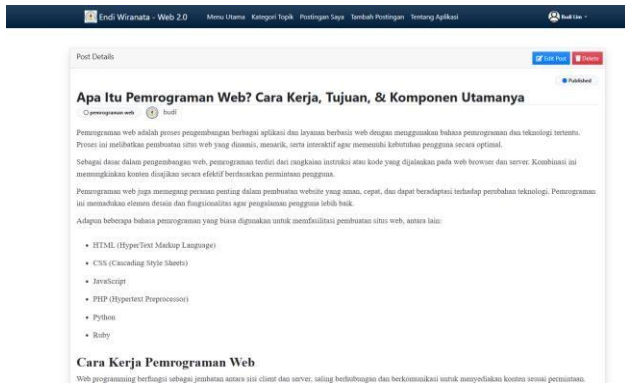 Endi Wiranata - Web 2.0 Menu Utama Kategori Topik Postingan Saya Tambah Postingan Tentang Aplikasi Budi Lim
Post Details Edit Post Delete
Published
Apa Itu Pemrograman Web? Cara Kerja, Tujuan, & Komponen Utamanya
pemrograman-web budi
Pemrograman web adalah proses pengembangan berbagai aplikasi dan layanan berbasis web dengan menggunakan bahasa pemrograman dan teknologi tertentu.
Proses ini melibatkan pembuatan situs web yang dinamis, menarik, serta interaktif agar memenuhi kebutuhan pengguna secara optimal.
Sebagai dasar dalam pengembangan web, pemrograman terdiri dari rangkaian instruksi atau kode yang dijalankan pada web browser dan server. Kombinasi ini
memungkinkan konten disajikan secara efektif berdasarkan permintaan pengguna.
Pemrograman web juga memegang peranan penting dalam pembuatan website yang aman, cepat, dan dapat beradaptasi terhadap perubahan teknologi. Pemrograman
ini memadukan elemen desain dan fungsionalitas agar pengalaman pengguna lebih baik.
Adapun beberapa bahasa pemrograman yang biasa digunakan untuk memfasilitasi pembuatan situs web, antara lain:
• HTML (HyperText Markup Language)
• CSS (Cascading Style Sheets)
• JavaScript
• PHP (Hypertext Preprocessor)
• Python
• Ruby
Cara Kerja Pemrograman Web
Web programming berfungsi sebagai jembatan antara sisi client dan server, saling berhubungan dan berkomunikasi untuk menyediakan konten sesuai permintaan.